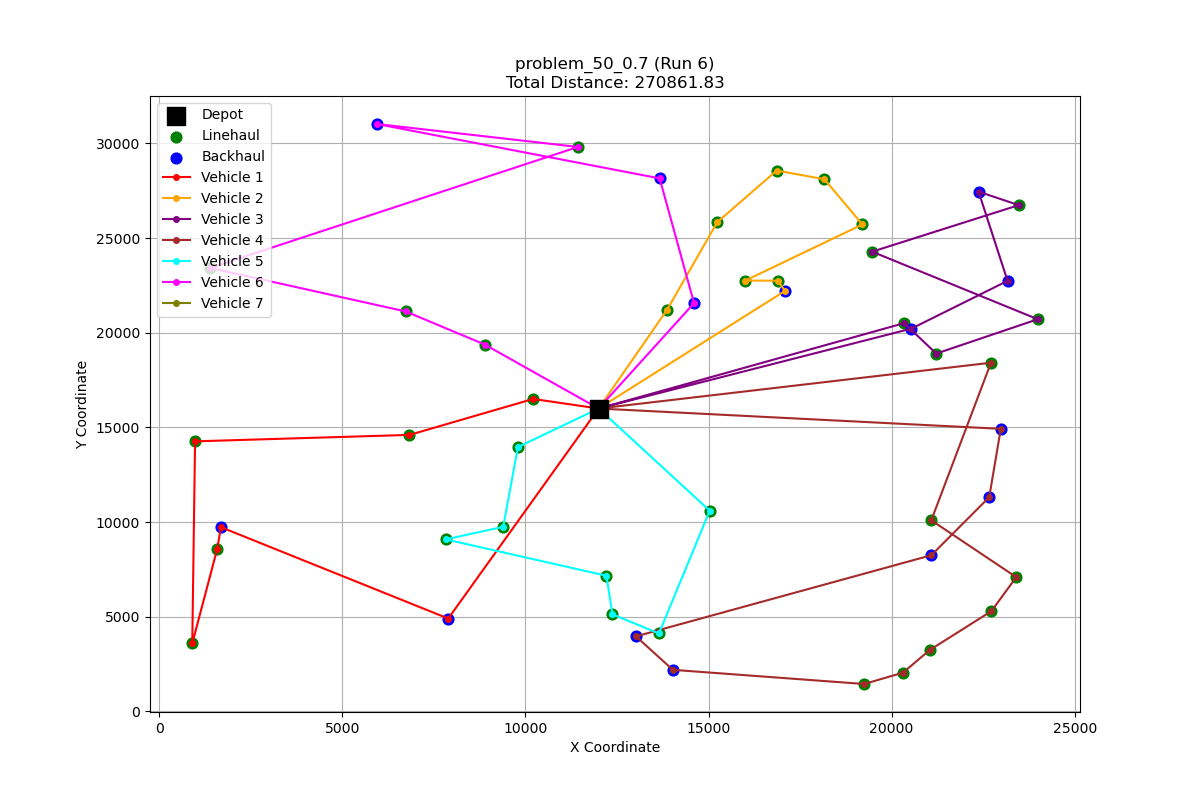 problem_50_0.7 (Run 6)
Total Distance: 270861.83
Depot
Linehaul
Backhaul
Vehicle 1
Vehicle 2
Vehicle 3
Vehicle 4
Vehicle 5
Vehicle 6
Vehicle 7
30000
25000
20000
15000
10000
5000
0
Y Coordinate
0 5000 10000 15000 20000 25000
X Coordinate